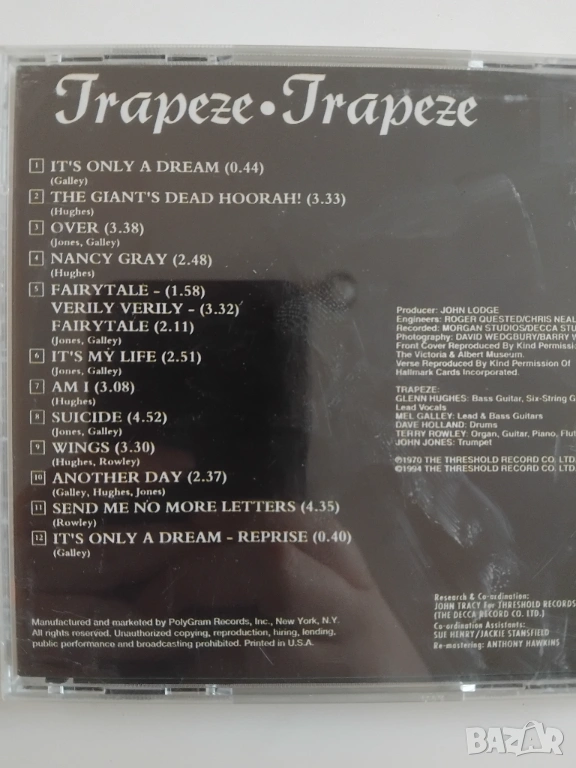 Trapeze • Trapeze
1 IT'S ONLY A DREAM (0.44)
(Galley)
2 THE GIANT'S DEAD HOORAH! (3.33)
(Hughes)
3 OVER (3.38)
(Jones, Galley)
4 NANCY GRAY (2.48)
(Hughes)
5 FAIRYTALE - (1.58)
VERILY VERILY - (3.32)
FAIRYTALE (2.11)
(Jones, Galley)
6 IT'S MY LIFE (2.51)
(Jones, Galley)
7 AM I (3.08)
(Hughes)
8 SUICIDE (4.52)
(Jones, Galley)
9 WINGS (3.30)
(Hughes, Rowley)
10 ANOTHER DAY (2.37)
(Galley, Hughes, Jones)
11 SEND ME NO MORE LETTERS (4.35)
(Rowley)
12 IT'S ONLY A DREAM - REPRISE (0.40)
(Galley)
Manufactured and marketed by PolyGram Records, Inc., New York, N.Y.
All rights reserved. Unauthorized copying, reproduction, hiring, lending,
public performance and broadcasting prohibited. Printed in U.S.A.
Producer: JOHN LODGE
Engineers: ROGER QUESTED/CHRIS NEAL
Recorded: MORGAN STUDIOS/DECCA STU
Photography: DAVID WEDGBURY/BARRY W
Front Cover Reproduced By Kind Permissi
The Victoria & Albert Museum.
Verse Reproduced By Kind Permission Of
Hallmark Cards Incorporated.
TRAPEZE:
GLENN HUGHES: Bass Guitar, Six-String G
Lead Vocals
MEL GALLEY: Lead & Bass Guitars
DAVE HOLLAND: Drums
TERRY ROWLEY: Organ, Guitar, Piano, Flut
JOHN JONES: Trumpet
℗1970 THE THRESHOLD RECORD CO. LTD.
©1994 THE THRESHOLD RECORD CO. LTD.
Research & Co-ordination:
JOHN TRACY For THRESHOLD RECORDS
(THE DECCA RECORD CO. LTD.)
Co-ordination Assistants:
SUE HENRY/JACKIE STANSFIELD
Re-mastering: ANTHONY HAWKINS
BAZAR